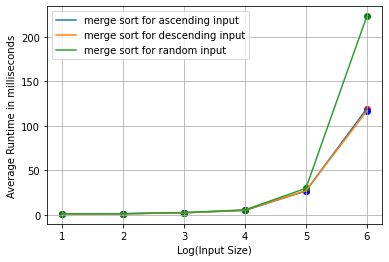 merge sort for ascending input
merge sort for descending input
merge sort for random input
Average Runtime in milliseconds
200
150
100
50
0
1 2 3 4 5 6
Log(Input Size)